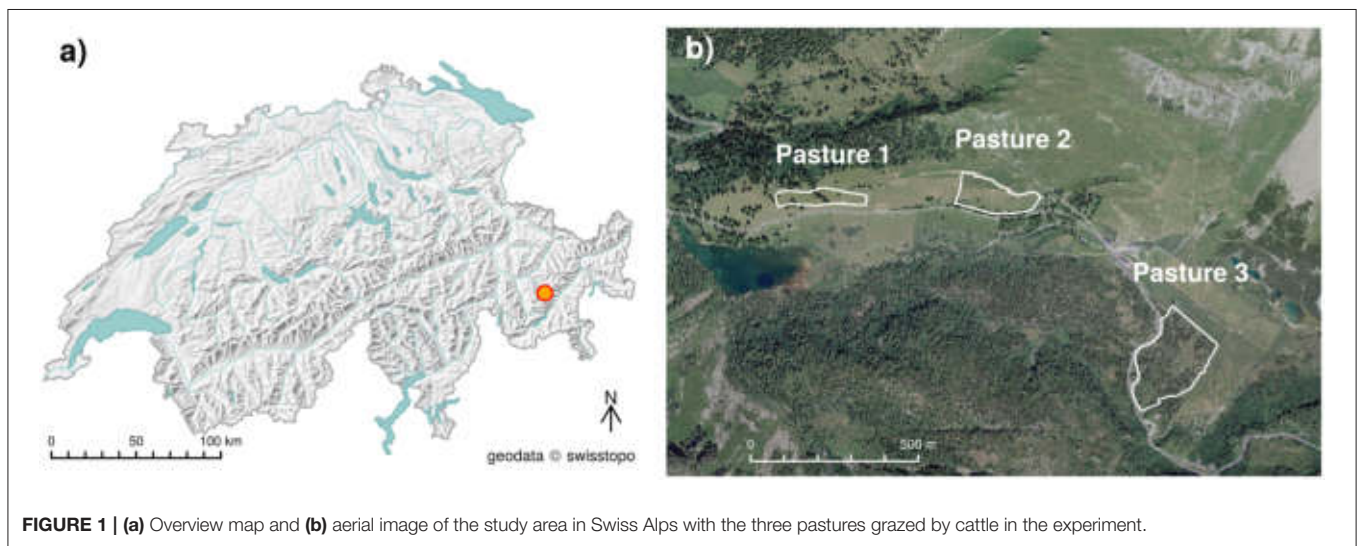 a)
0 50 100 km
N
geodata © swisstopo
b)
Pasture 1
Pasture 2
Pasture 3
0 500 m
FIGURE 1 | (a) Overview map and (b) aerial image of the study area in Swiss Alps with the three pastures grazed by cattle in the experiment.